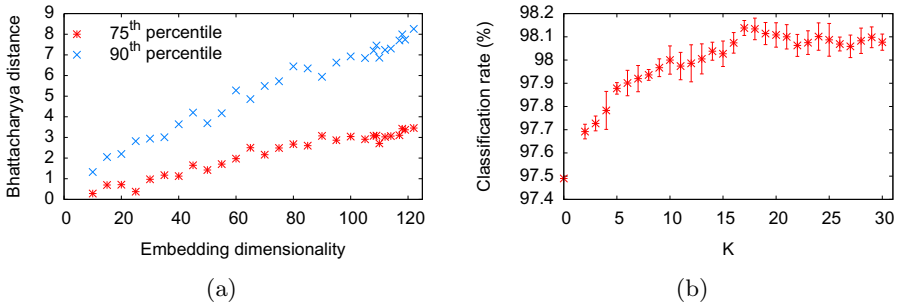 75th percentile
90th percentile
Bhattacharyya distance
9
8
7
6
5
4
3
2
1
0
0 20 40 60 80 100 120
Embedding dimensionality
(a)
Classification rate (%)
98.2
98.1
98
97.9
97.8
97.7
97.6
97.5
97.4
0 5 10 15 20 25 30
K
(b)